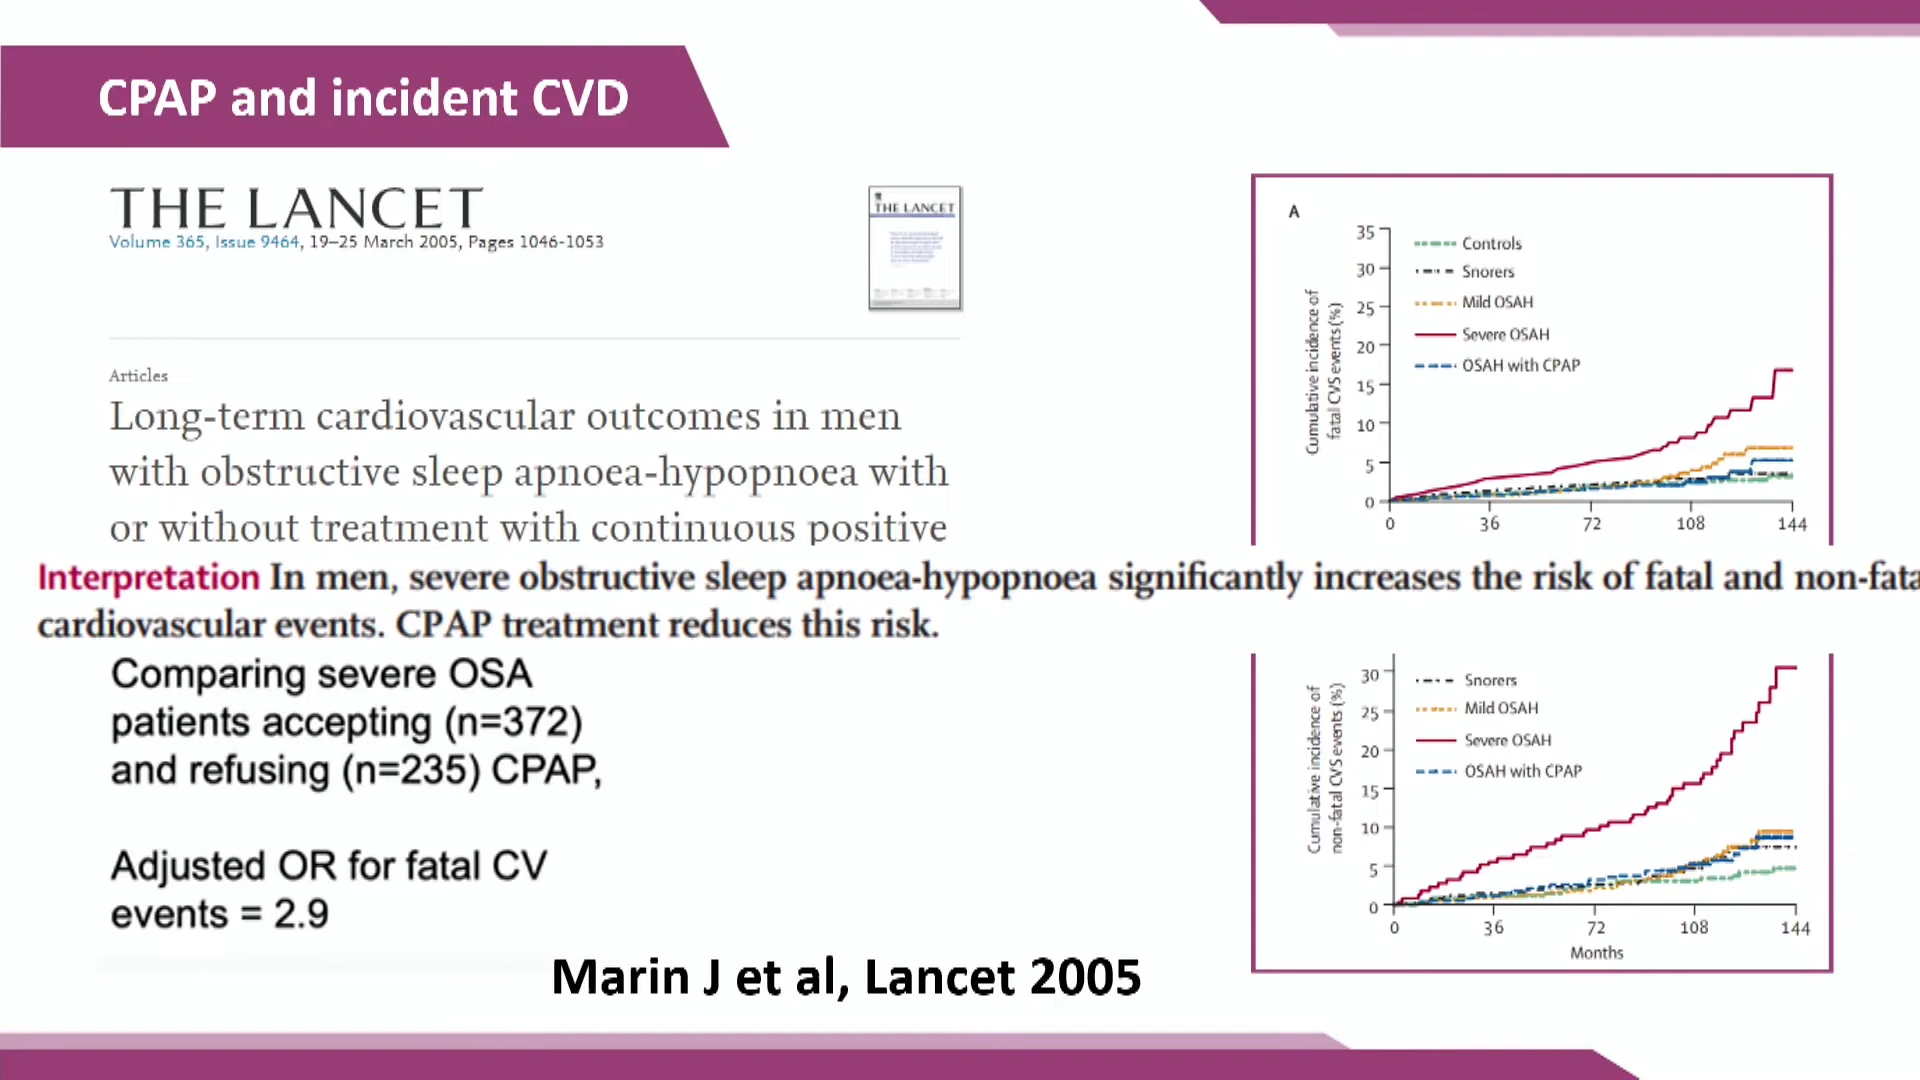 CPAP and incident CVD
THE LANCET
Volume 365, Issue 9464, 19–25 March 2005, Pages 1046-1053
THE LANCET
Articles
Long-term cardiovascular outcomes in men
with obstructive sleep apnoea-hypopnoea with
or without treatment with continuous positive
Interpretation In men, severe obstructive sleep apnoea-hypopnoea significantly increases the risk of fatal and non-fata
cardiovascular events. CPAP treatment reduces this risk.
Comparing severe OSA
patients accepting (n=372)
and refusing (n=235) CPAP,
Adjusted OR for fatal CV
events = 2.9
Marin J et al, Lancet 2005
A
Cumulative incidence of
fatal CVS events (%)
35
30
25
20
15
10
5
0
Controls
Snorers
Mild OSAH
Severe OSAH
OSAH with CPAP
0 36 72 108 144
Cumulative incidence of
non-fatal CVS events (%)
30
25
20
15
10
5
0
Snorers
Mild OSAH
Severe OSAH
OSAH with CPAP
0 36 72 108 144
Months